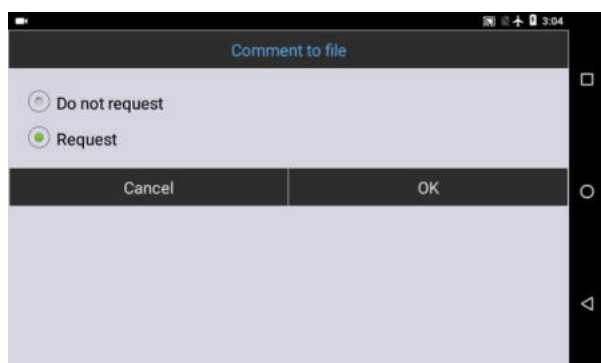 3:04
Comment to file
Do not request
Request
Cancel OK